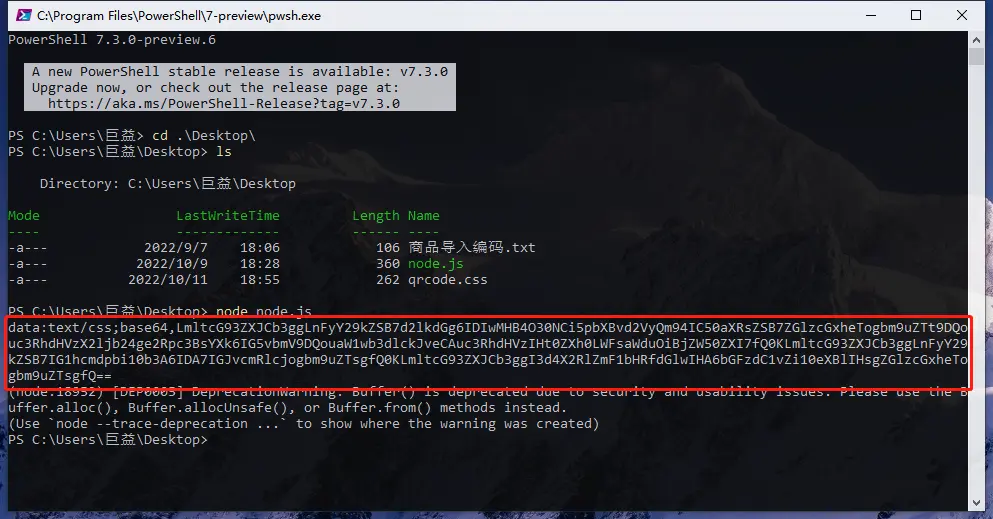 C:\Program Files\PowerShell\7-preview\pwsh.exe
PowerShell 7.3.0-preview.6
A new PowerShell stable release is available: v7.3.0
Upgrade now, or check out the release page at:
https://aka.ms/PowerShell-Release?tag=v7.3.0
PS C:\Users\巨益> cd .\Desktop\
PS C:\Users\巨益\Desktop> ls
Directory: C:\Users\巨益\Desktop
Mode LastWriteTime Length Name
---- ------------- ------ ----
-a--- 2022/9/7 18:06 106 商品导入编码.txt
-a--- 2022/10/9 18:28 360 node.js
-a--- 2022/10/11 18:55 262 qrcode.css
PS C:\Users\巨益\Desktop> node node.js
data:text/css;base64,LmltcG93ZXJCb3ggLnFyY29kZSB7d2lkdGg6IDIwMHB4O30NCi5pbXBvd2VyQm94IC50aXRsZSB7ZGlzcGxheTogbm9uZTt9DQo
uc3RhdHVzX2ljb24ge2Rpc3BsYXk6IG5vbmV9DQouaW1wb3dlckJveCAuc3RhdHVzIHt0ZXh0LWFsaWduOiBjZW50ZXI7fQ0KLmltcG93ZXJCb3ggLnFyY29
kZSB7IG1hcmdpbi10b3A6IDA7IGJvcmRlcjogbm9uZTsgfQ0KLmltcG93ZXJCb3ggI3d4X2RlZmF1bHRfdGlwIHA6bGFzdC1vZi10eXBlIHsgZGlzcGxheTo
gbm9uZTsgfQ==
(node:18952) [DEP0005] DeprecationWarning: Buffer() is deprecated due to security and usability issues. Please use the B
uffer.alloc(), Buffer.allocUnsafe(), or Buffer.from() methods instead.
(Use `node --trace-deprecation ...` to show where the warning was created)
PS C:\Users\巨益\Desktop>